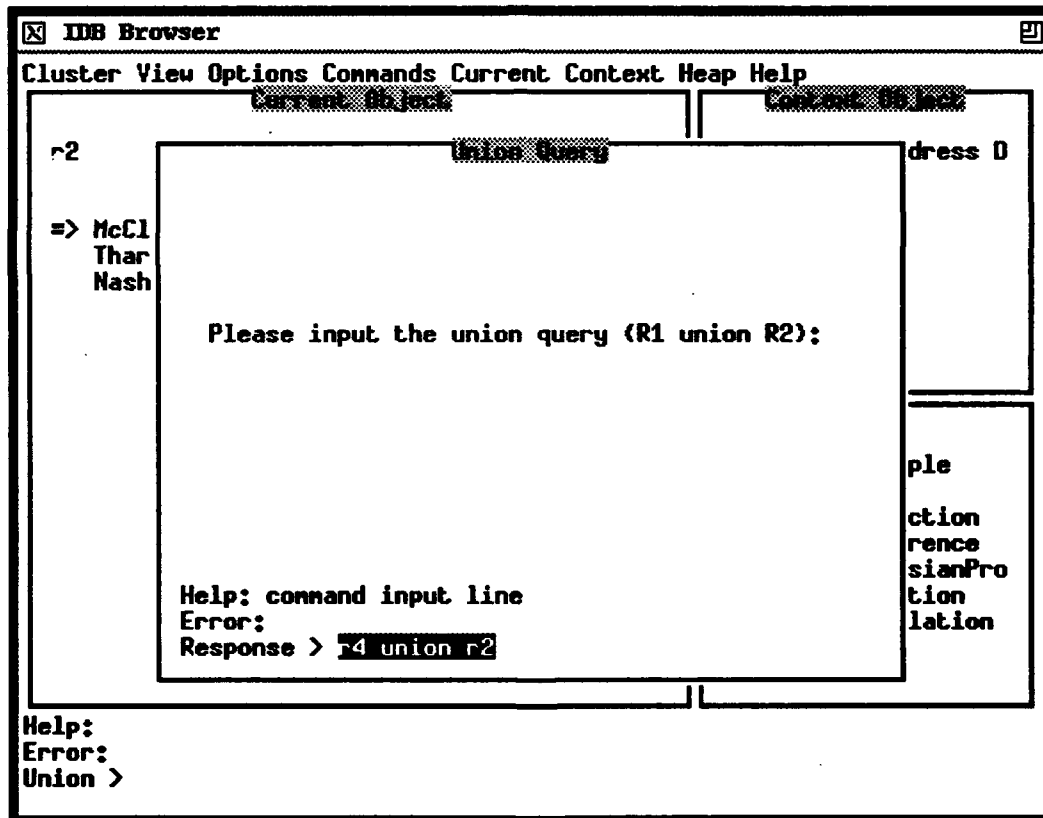 IDB Browser
Cluster View Options Commands Current Context Heap Help
Current Object
Context Object
r2
Union Query
dress D
=> McCl
Thar
Nash
Please input the union query (R1 union R2):
ple
ction
rence
sianPro
tion
lation
Help: command input line
Error:
Response > r4 union r2
Help:
Error:
Union >